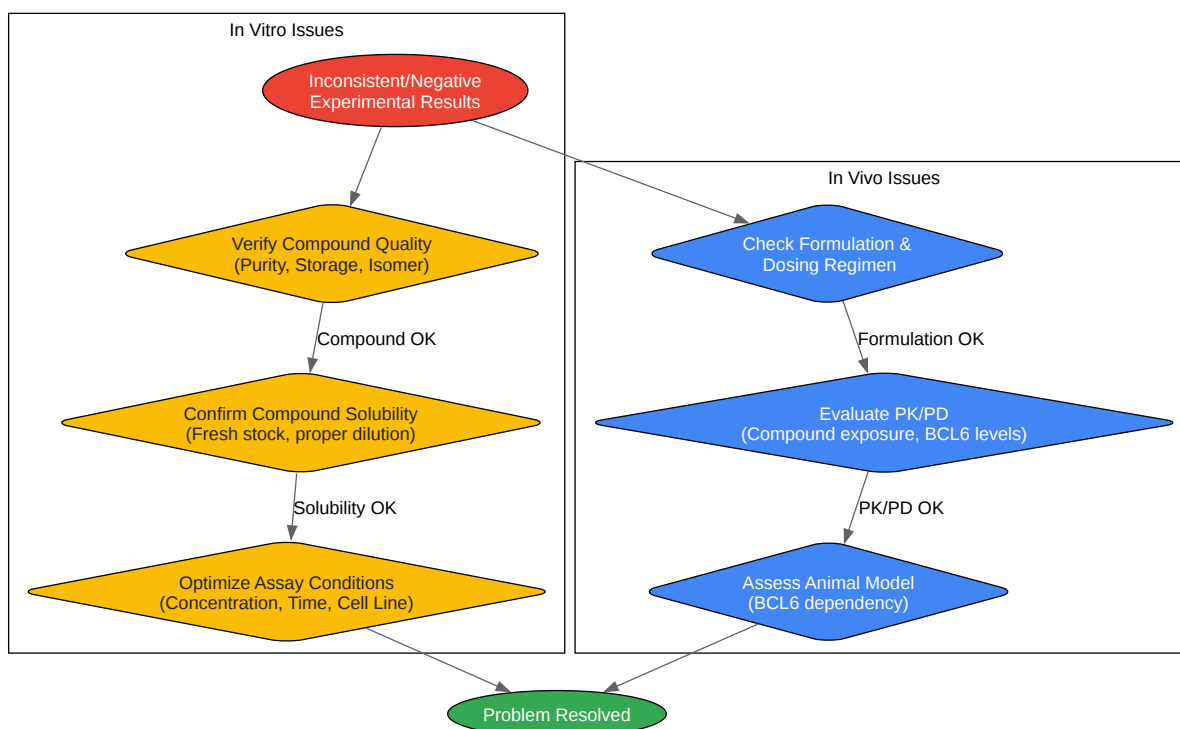 In Vitro Issues
Inconsistent/Negative
Experimental Results
Verify Compound Quality
(Purity, Storage, Isomer)
Compound OK
Confirm Compound Solubility
(Fresh stock, proper dilution)
Solubility OK
Optimize Assay Conditions
(Concentration, Time, Cell Line)
In Vivo Issues
Check Formulation &
Dosing Regimen
Formulation OK
Evaluate PK/PD
(Compound exposure, BCL6 levels)
PK/PD OK
Assess Animal Model
(BCL6 dependency)
Problem Resolved